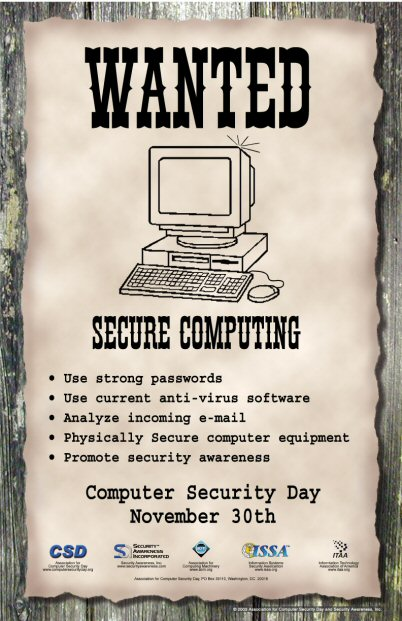 WANTED
SECURE COMPUTING
• Use strong passwords
• Use current anti-virus software
• Analyze incoming e-mail
• Physically Secure computer equipment
• Promote security awareness
Computer Security Day
November 30th
CSD
Association for
Computer Security Day
www.computersecurityday.org
SECURITY
AWARENESS
INCORPORATED
Security Awareness, Inc.
www.securityawareness.com
acm
Association for
Computing Machinery
www.acm.org
ISSA
Information Systems
Security Association
www.issa.org
ITAA
Information Technology
Association of America
www.itaa.org
Association for Computer Security Day, PO Box 39110, Washington, DC 20016
© 2003 Association for Computer Security Day and Security Awareness, Inc.